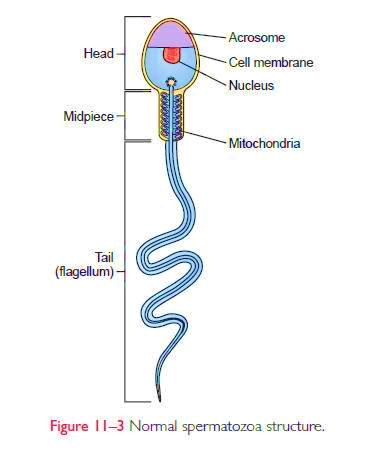 Acrosome
Head
Cell membrane
Nucleus
Midpiece
Mitochondria
Tail
(flagellum)
Figure 11–3 Normal spermatozoa structure.